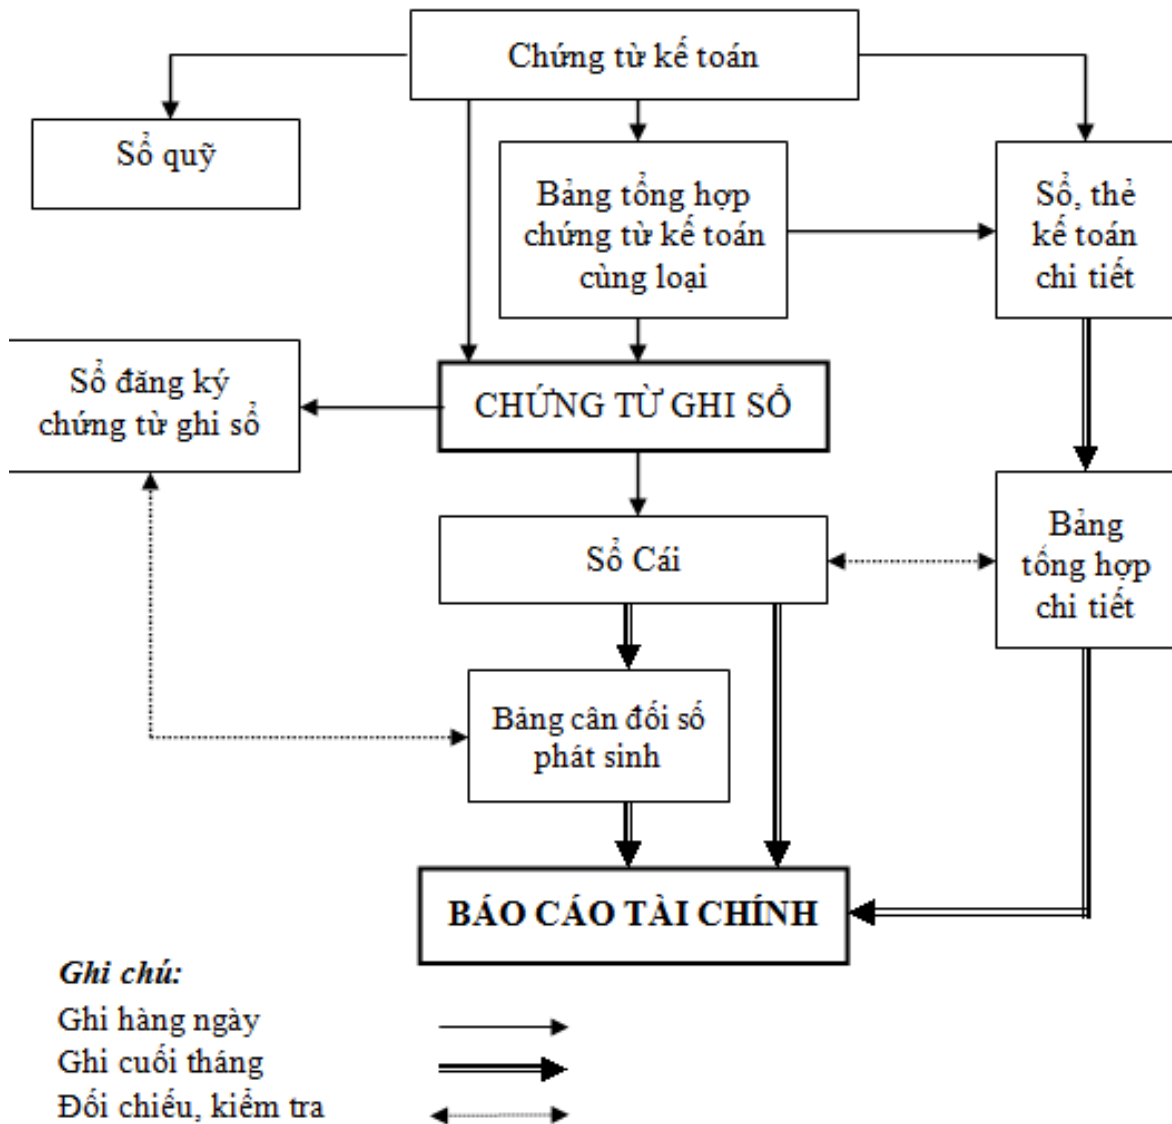 Chứng từ kế toán
Sổ quỹ
Bảng tổng hợp
chứng từ kế toán
cùng loại
Sổ, thẻ
kế toán
chi tiết
Sổ đăng ký
chứng từ ghi sổ
CHỨNG TỪ GHI SỔ
Sổ Cái
Bảng
tổng hợp
chi tiết
Bảng cân đối số
phát sinh
BÁO CÁO TÀI CHÍNH
Ghi chú:
Ghi hàng ngày
Ghi cuối tháng
Đối chiếu, kiểm tra